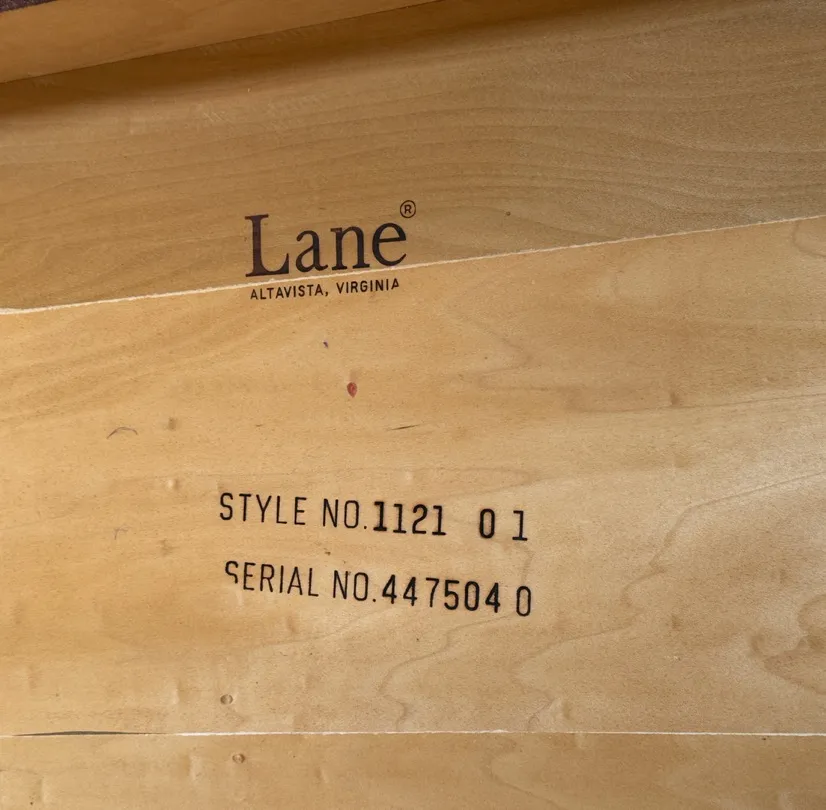 Lane®
ALTAVISTA, VIRGINIA
STYLE NO.1121 0 1
SERIAL NO.447504 0